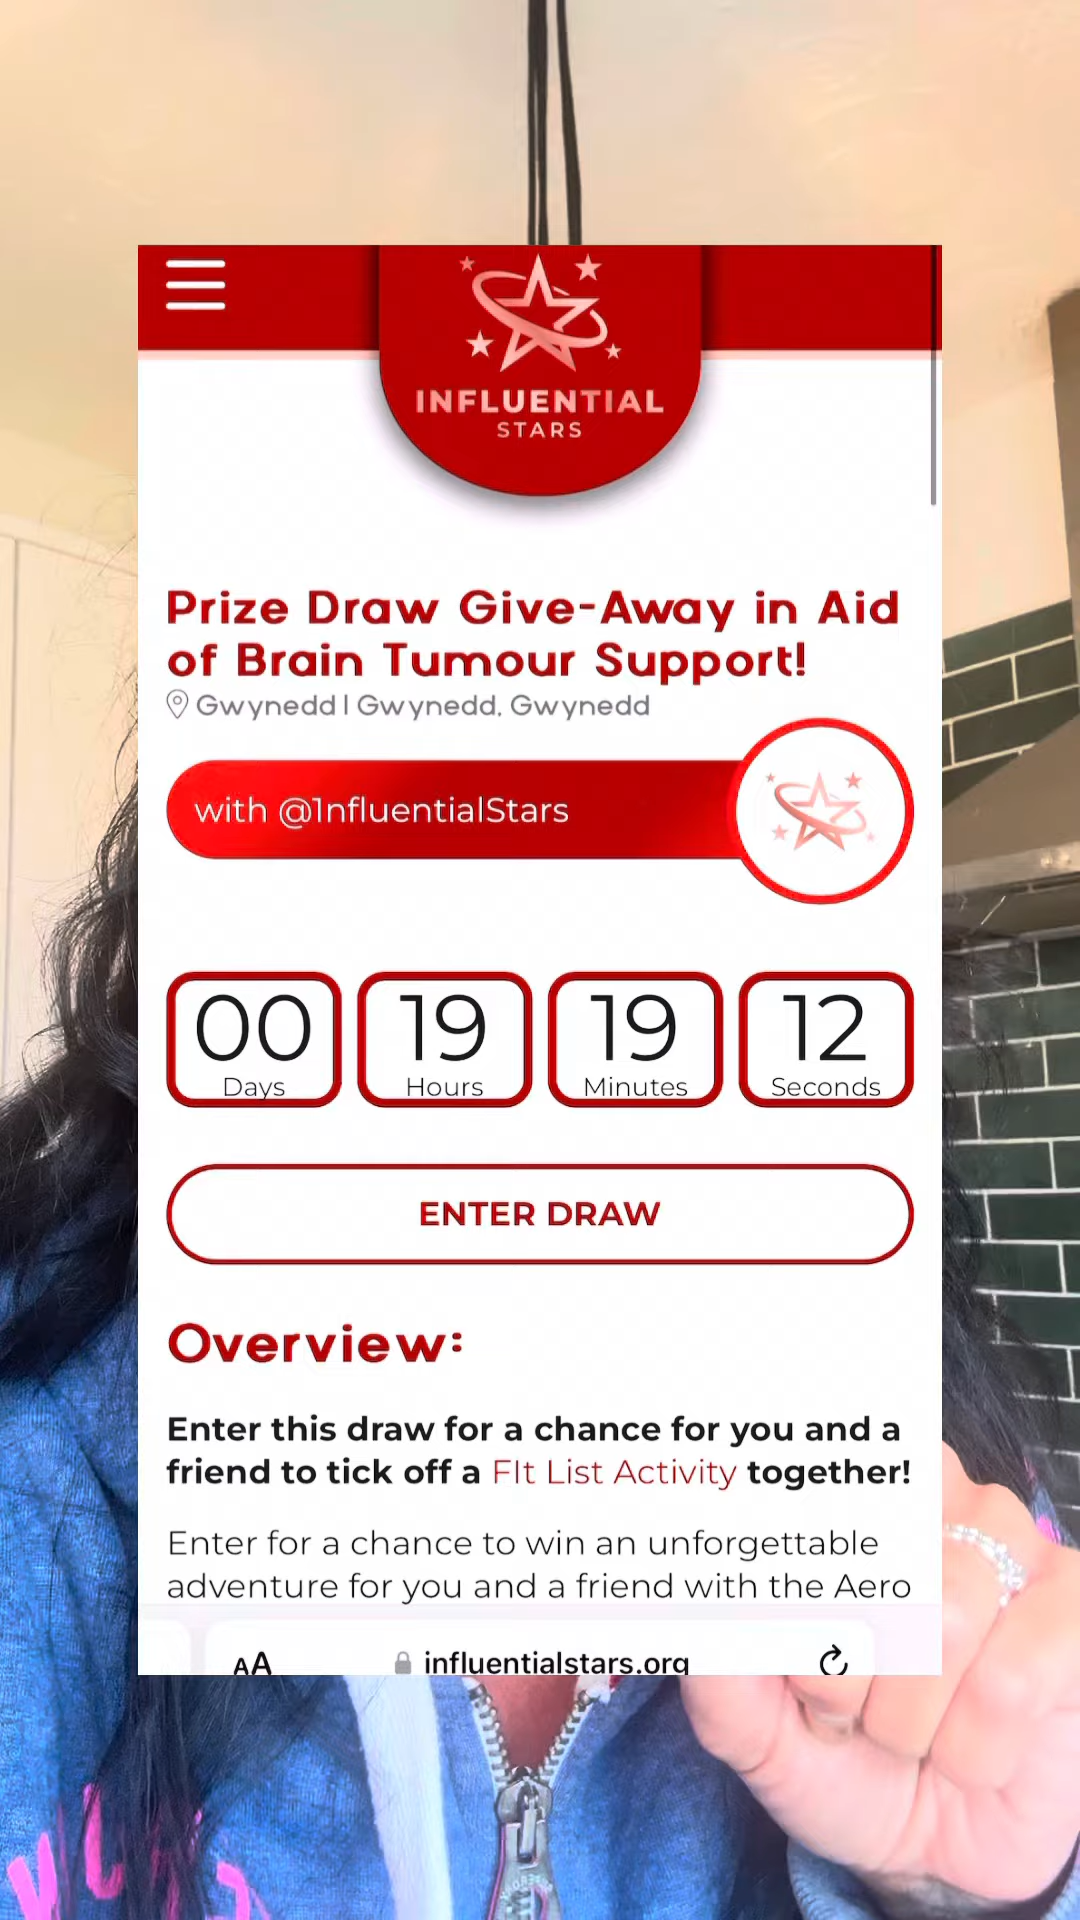 INFLUENTIAL
STARS
Prize Draw Give-Away in Aid
of Brain Tumour Support!
Gwynedd | Gwynedd, Gwynedd
with @1nfluentialStars
00
Days
19
Hours
19
Minutes
12
Seconds
ENTER DRAW
Overview:
Enter this draw for a chance for you and a
friend to tick off a FIt List Activity together!
Enter for a chance to win an unforgettable
adventure for you and a friend with the Aero
AA
influentialstars.org